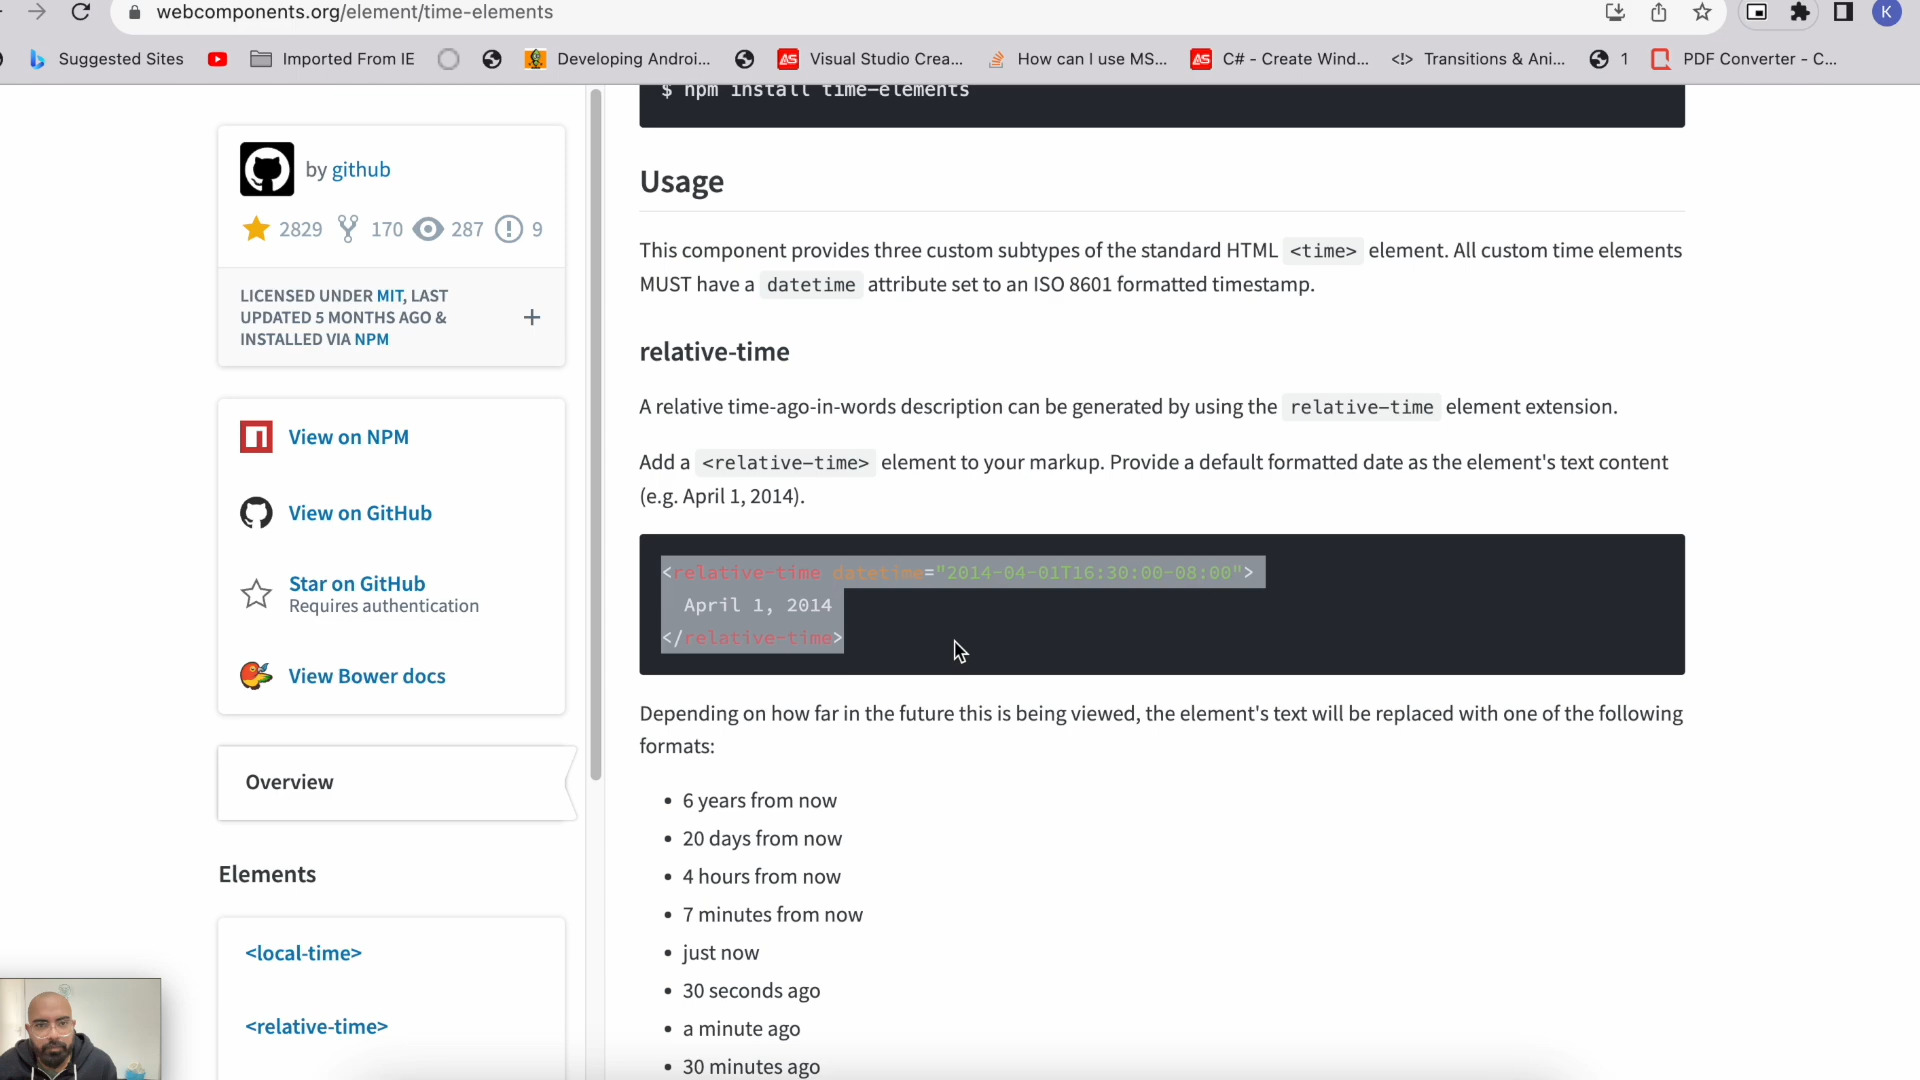 webcomponents.org/element/time-elements
K
Suggested Sites
Imported From IE
Developing Androi...
Visual Studio Crea...
How can I use MS...
C# - Create Wind...
Transitions & Ani...
1
PDF Converter - C...
$ npm install time-elements
by github
2829 170 287 9
LICENSED UNDER MIT, LAST
UPDATED 5 MONTHS AGO &
INSTALLED VIA NPM
+
View on NPM
View on GitHub
Star on GitHub
Requires authentication
View Bower docs
Overview
Elements
<local-time>
<relative-time>
Usage
This component provides three custom subtypes of the standard HTML <time> element. All custom time elements
MUST have a datetime attribute set to an ISO 8601 formatted timestamp.
relative-time
A relative time-ago-in-words description can be generated by using the relative-time element extension.
Add a <relative-time> element to your markup. Provide a default formatted date as the element's text content
(e.g. April 1, 2014).
<relative-time datetime="2014-04-01T16:30:00-08:00">
April 1, 2014
</relative-time>
Depending on how far in the future this is being viewed, the element's text will be replaced with one of the following
formats:
• 6 years from now
• 20 days from now
• 4 hours from now
• 7 minutes from now
• just now
• 30 seconds ago
• a minute ago
• 30 minutes ago